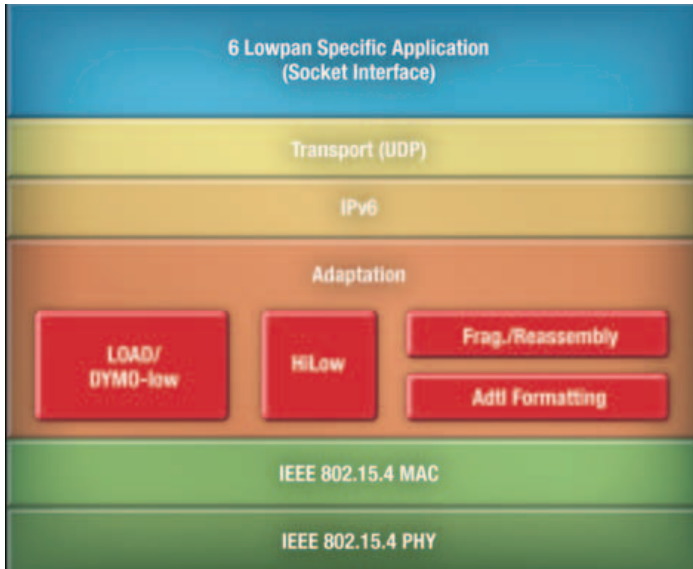 6 Lowpan Specific Application
(Socket Interface)
Transport (UDP)
IPv6
Adaptation
LOAD/
DYMO-low
HiLow
Frag./Reassembly
Adtl Formatting
IEEE 802.15.4 MAC
IEEE 802.15.4 PHY